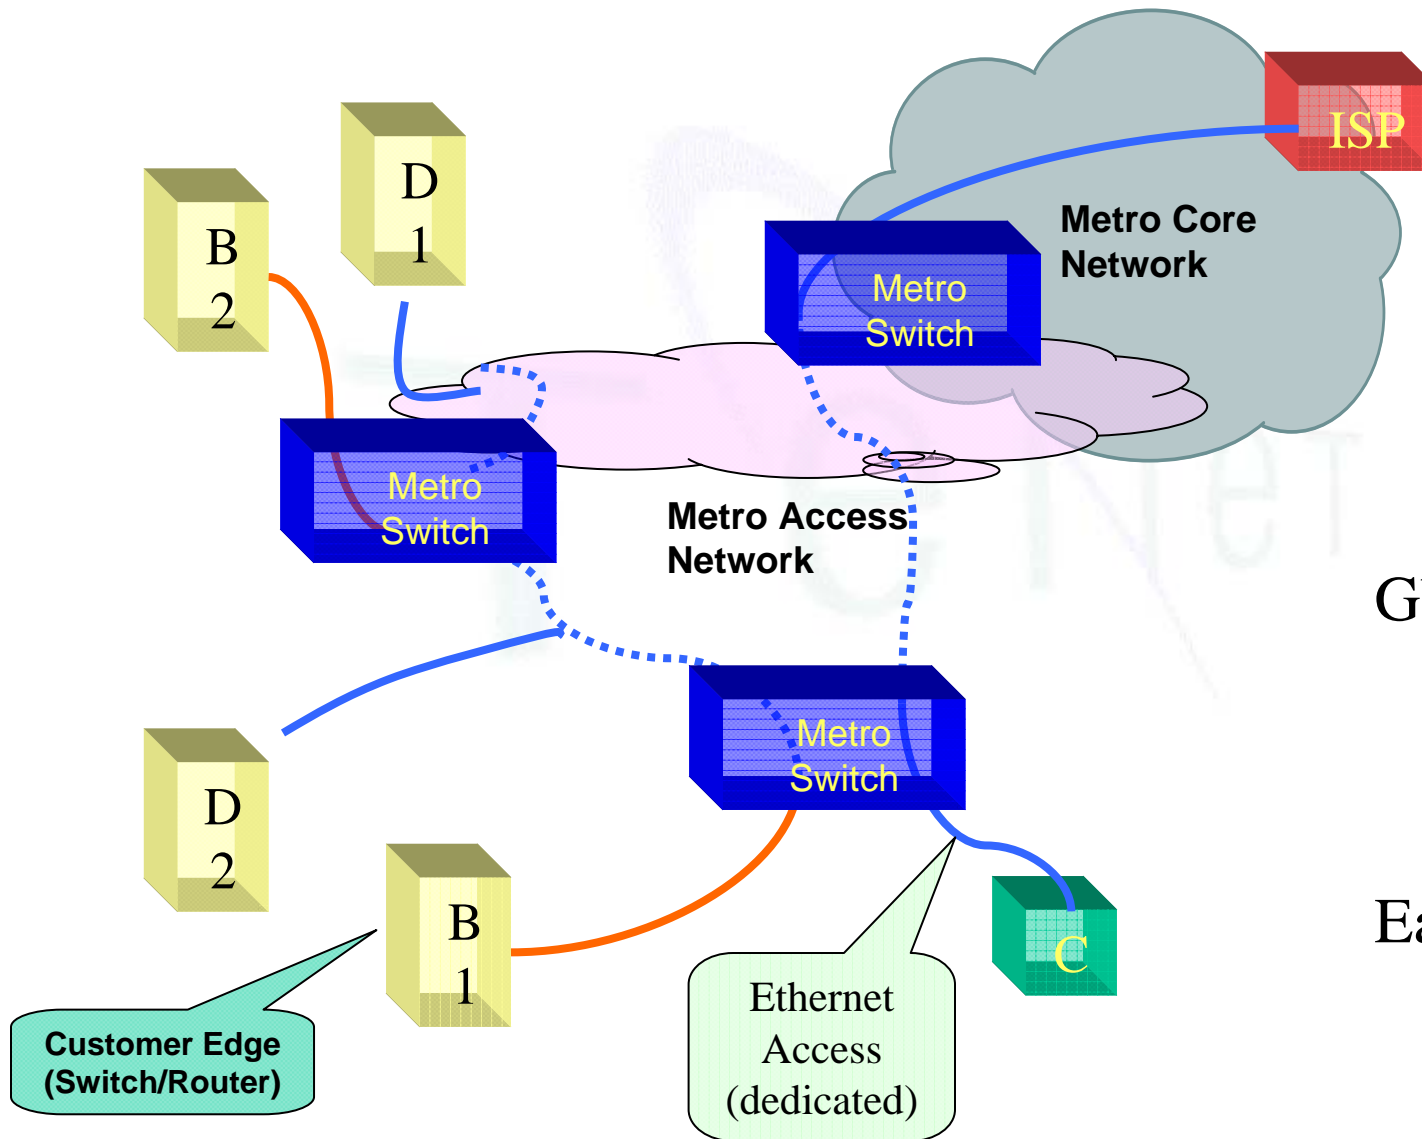 ISP
D
1
B
2
Metro Core
Network
Metro
Switch
Metro
Switch
Metro Access
Network
Metro
Switch
D
2
B
1
C
Ethernet
Access
(dedicated)
Customer Edge
(Switch/Router)